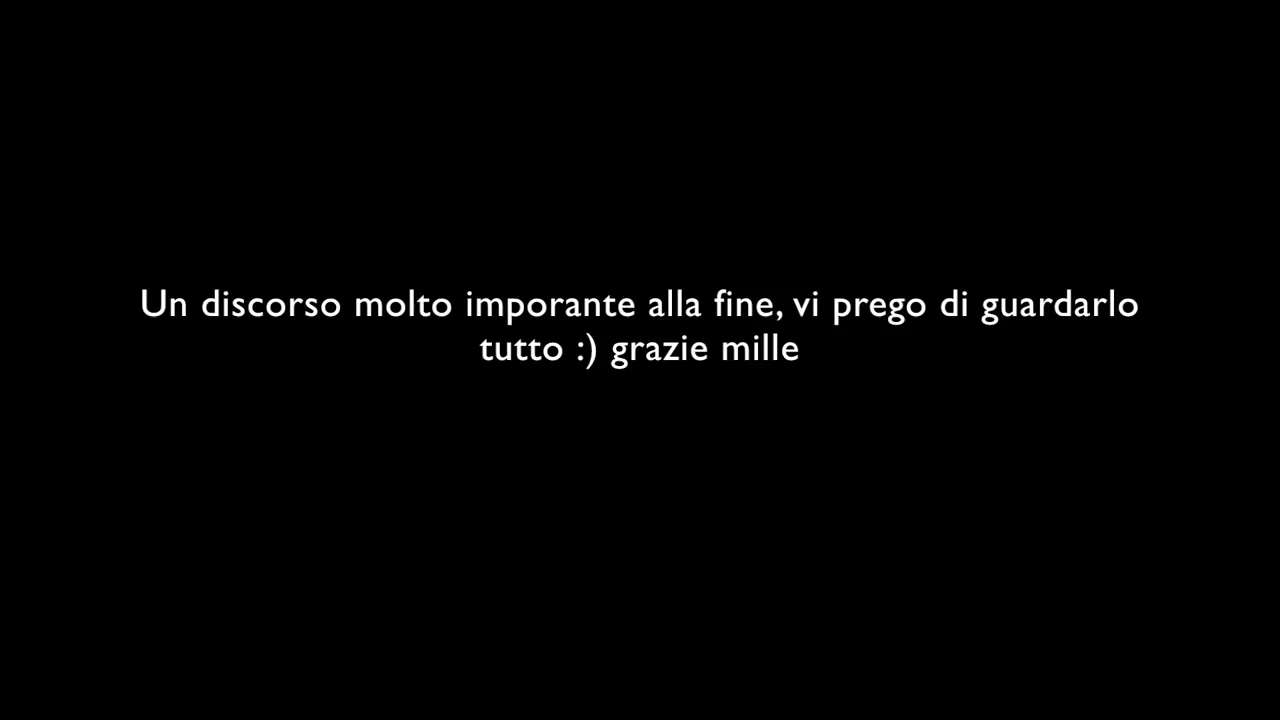 Un discorso molto imporante alla fine, vi prego di guardarlo
tutto :) grazie mille